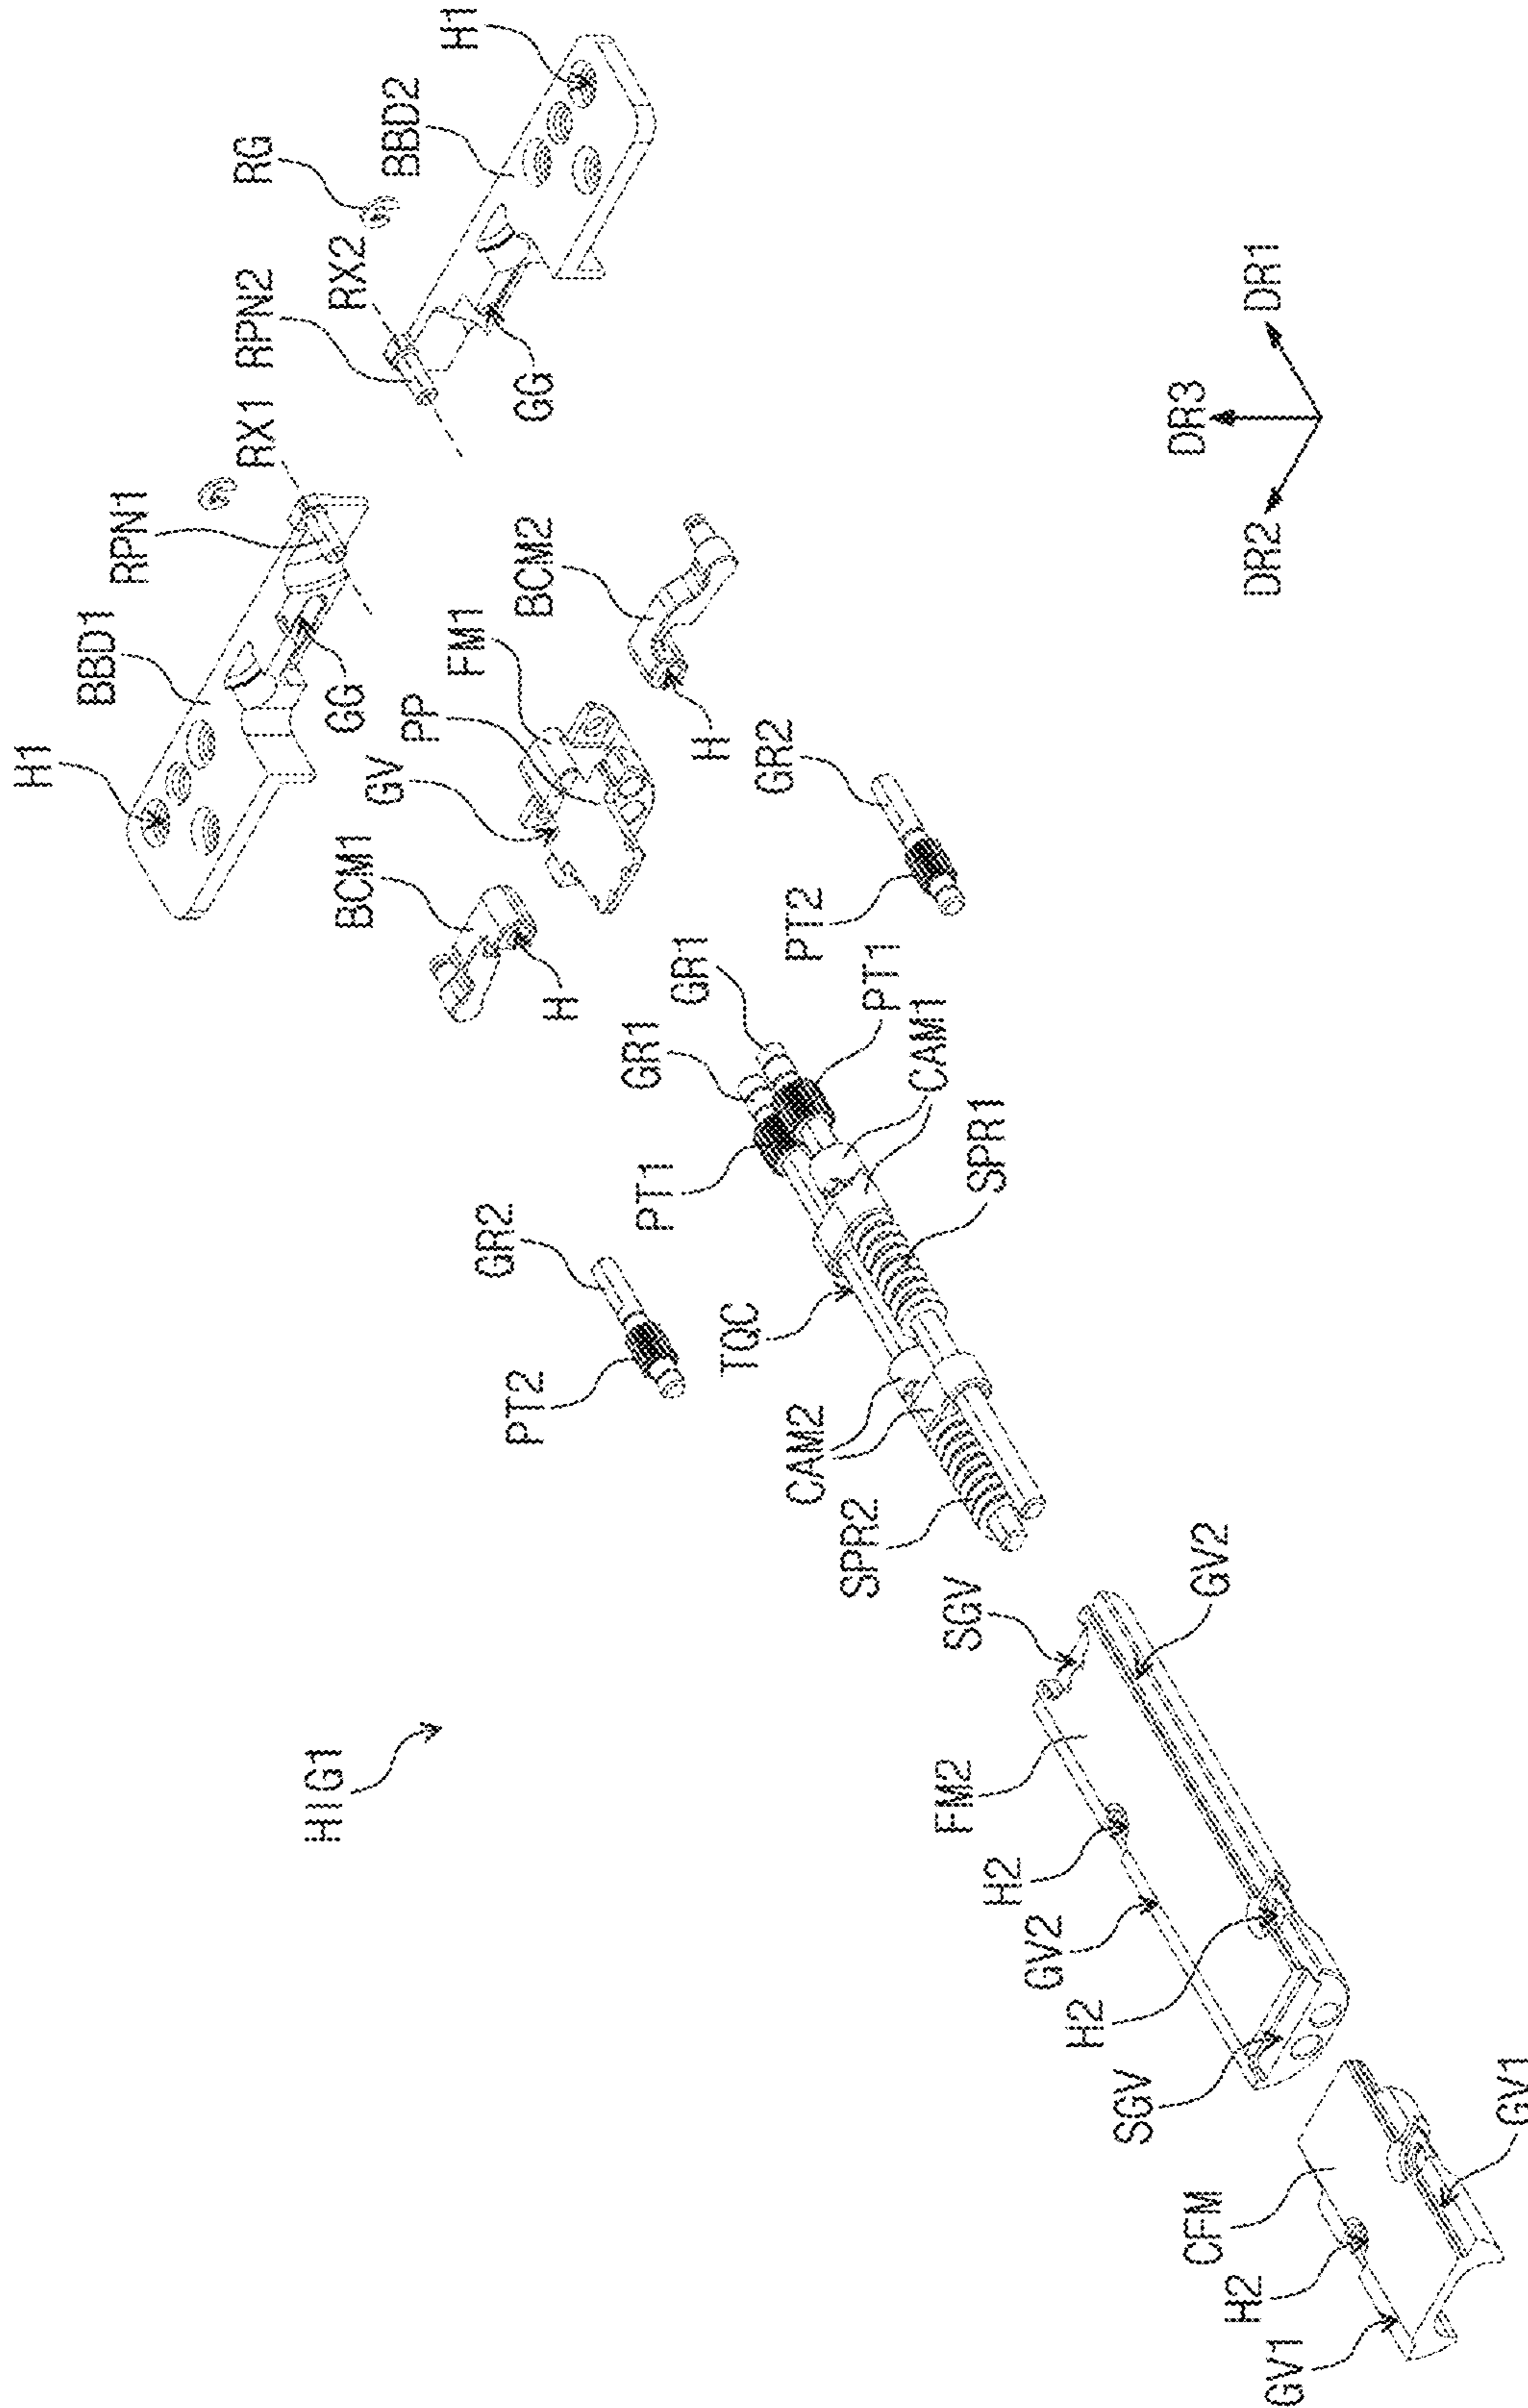 H1
BBD1
RPN1
RX1 RPN2 RG
HIG1
GG
RX2
BCM1
GV
BBD2
PP
H1
FM1
GR2
PT2
BCM2
GG
H
GR1
PT1
GR1
H
TQC
GR2
CAM2
PT2
SPR2
PT1
CAM1
FM2
SGV
SPR1
H2
GV2
H2
SGV
DR3
CFM
GV2
H2
DR2 DR1
GV1
GV1